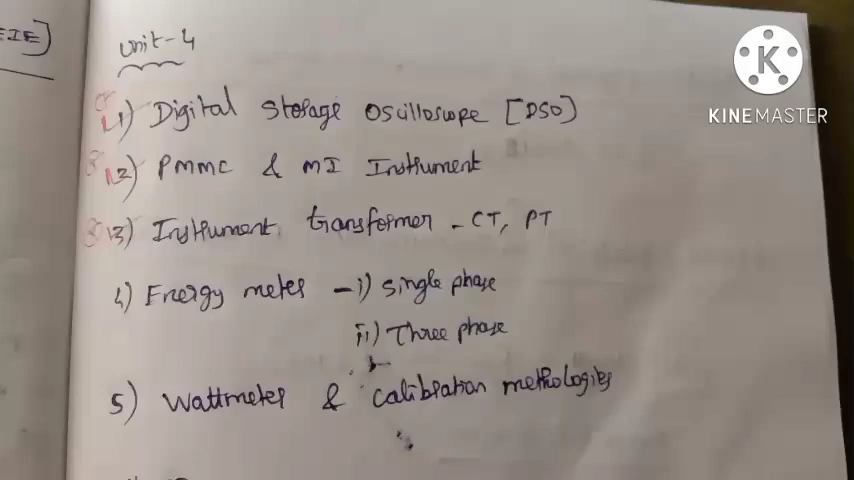 EIE]
Unit-4
1) Digital storage oscilloscope [DSO]
2) PMMC & MI Instrument
3) Instrument transformer - CT, PT
4) Energy meter - i) Single phase
ii) Three phase
5) Wattmeter & calibration methologies
K
KINEMASTER